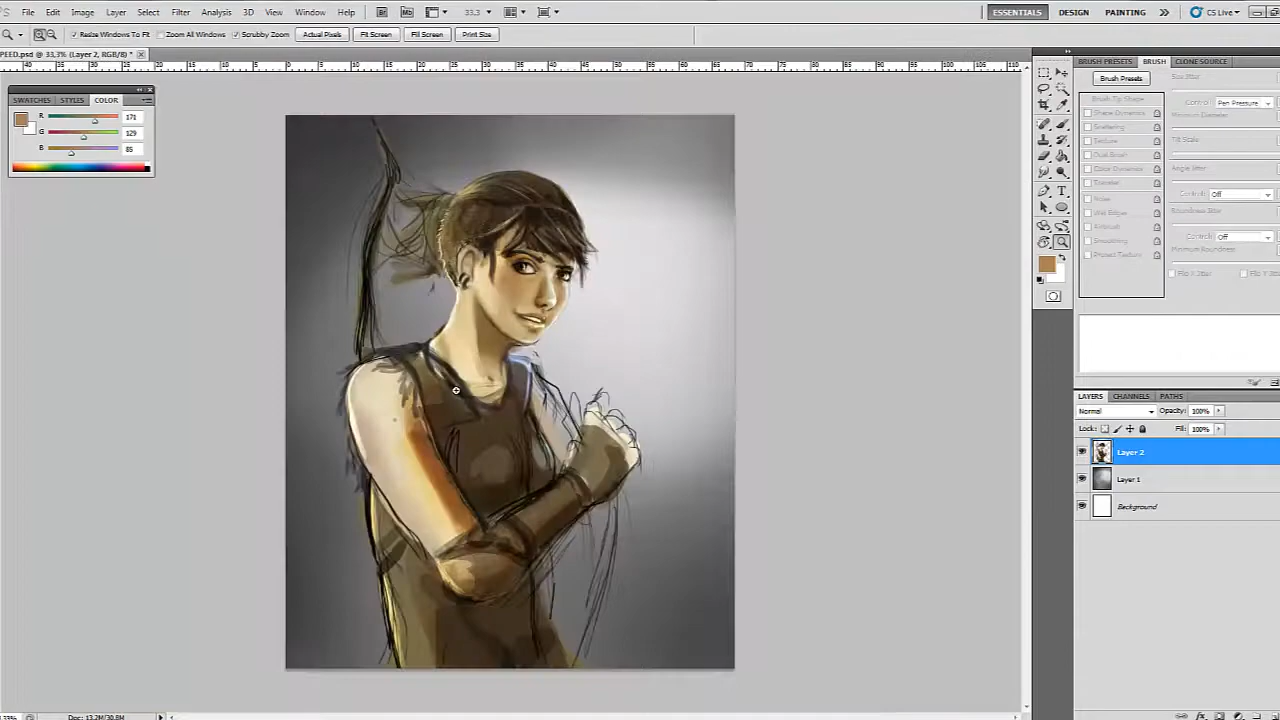 File Edit Image Layer Select Filter Analysis 3D View Window Help Br Mb 33.3 ESSENTIALS DESIGN PAINTING CS Live
Resize Windows To Fit Zoom All Windows Scrubby Zoom Actual Pixels Fit Screen Fill Screen Print Size
PEED.psd @ 33,3% (Layer 2, RGB/8) *
SWATCHES STYLES COLOR
R 171
G 129
B 85
BRUSH PRESETS BRUSH CLONE SOURCE
Brush Presets Size Jitter
Brush Tip Shape Control: Pen Pressure
Shape Dynamics Minimum Diameter
Scattering
Texture Tilt Scale
Dual Brush
Color Dynamics Angle Jitter
Transfer
Noise Control: Off
Wet Edges Roundness Jitter
Airbrush
Smoothing Control: Off
Protect Texture Minimum Roundness
Flip X Jitter Flip Y Jitter
LAYERS CHANNELS PATHS
Normal Opacity: 100%
Lock: Fill: 100%
Layer 2
Layer 1
Background
Doc: 13,2M/30,8M